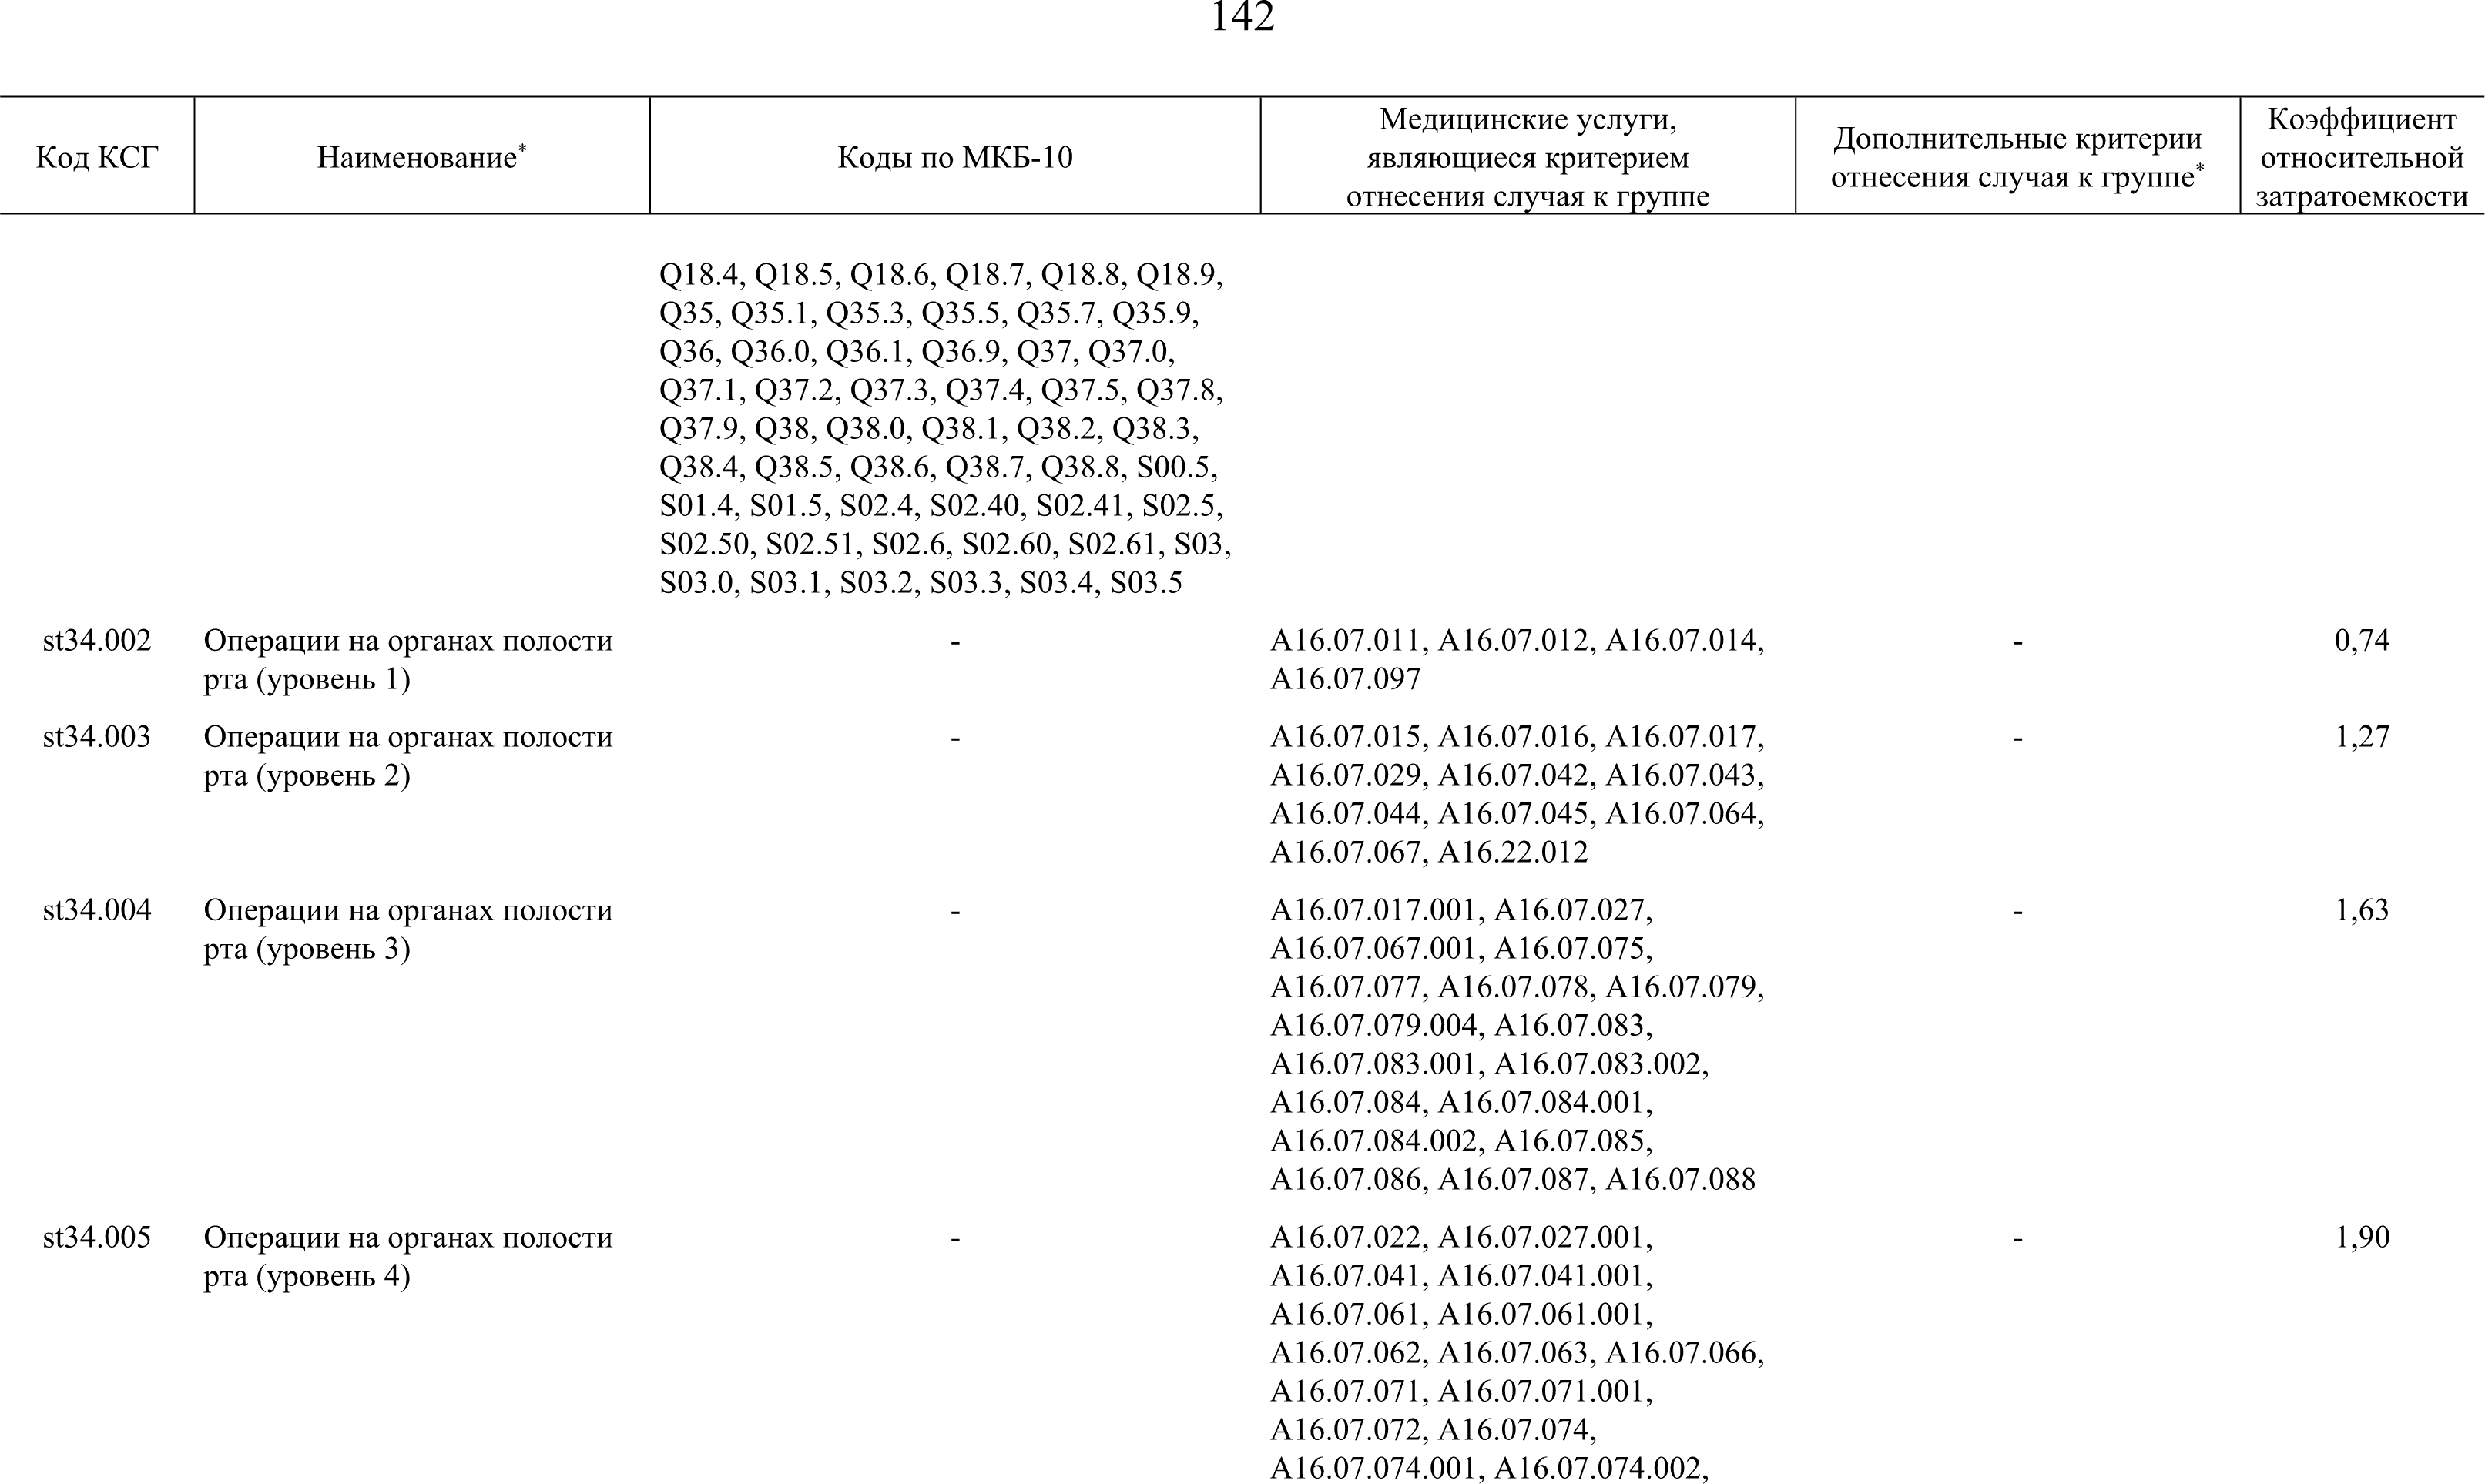 142
Код КСГ
Наименование*
Коды по МКБ-10
Медицинские услуги,
являющиеся критерием
отнесения случая к группе
Дополнительные критерии
отнесения случая к группе*
Коэффициент
относительной
затратоемкости
Q18.4, Q18.5, Q18.6, Q18.7, Q18.8, Q18.9,
Q35, Q35.1, Q35.3, Q35.5, Q35.7, Q35.9,
Q36, Q36.0, Q36.1, Q36.9, Q37, Q37.0,
Q37.1, Q37.2, Q37.3, Q37.4, Q37.5, Q37.8,
Q37.9, Q38, Q38.0, Q38.1, Q38.2, Q38.3,
Q38.4, Q38.5, Q38.6, Q38.7, Q38.8, S00.5,
S01.4, S01.5, S02.4, S02.40, S02.41, S02.5,
S02.50, S02.51, S02.6, S02.60, S02.61, S03,
S03.0, S03.1, S03.2, S03.3, S03.4, S03.5
st34.002 Операции на органах полости - A16.07.011, A16.07.012, A16.07.014, - 0,74
рта (уровень 1) A16.07.097
st34.003 Операции на органах полости - A16.07.015, A16.07.016, A16.07.017, - 1,27
рта (уровень 2) A16.07.029, A16.07.042, A16.07.043,
A16.07.044, A16.07.045, A16.07.064,
A16.07.067, A16.22.012
st34.004 Операции на органах полости - A16.07.017.001, A16.07.027, - 1,63
рта (уровень 3) A16.07.067.001, A16.07.075,
A16.07.077, A16.07.078, A16.07.079,
A16.07.079.004, A16.07.083,
A16.07.083.001, A16.07.083.002,
A16.07.084, A16.07.084.001,
A16.07.084.002, A16.07.085,
A16.07.086, A16.07.087, A16.07.088
st34.005 Операции на органах полости - A16.07.022, A16.07.027.001, - 1,90
рта (уровень 4) A16.07.041, A16.07.041.001,
A16.07.061, A16.07.061.001,
A16.07.062, A16.07.063, A16.07.066,
A16.07.071, A16.07.071.001,
A16.07.072, A16.07.074,
A16.07.074.001, A16.07.074.002,